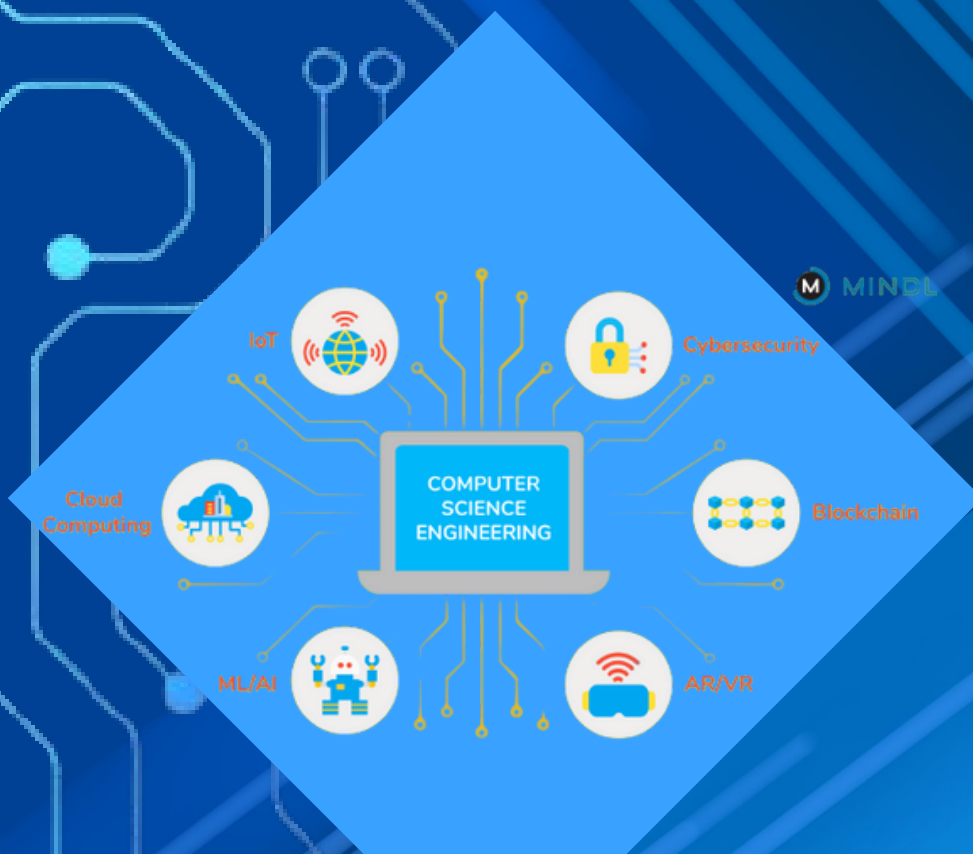 M MINDL
IoT
Cybersecurity
COMPUTER
SCIENCE
ENGINEERING
Cloud
Computing
Blockchain
ML/AI
AR/VR